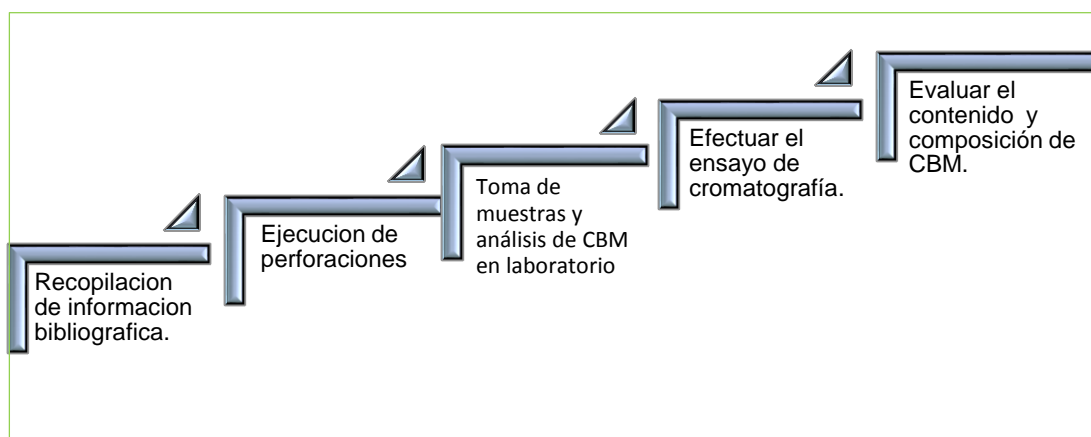 Recopilacion
de informacion
bibliografica.
Ejecucion de
perforaciones
Toma de
muestras y
análisis de CBM
en laboratorio
Efectuar el
ensayo de
cromatografía.
Evaluar el
contenido y
composición de
CBM.